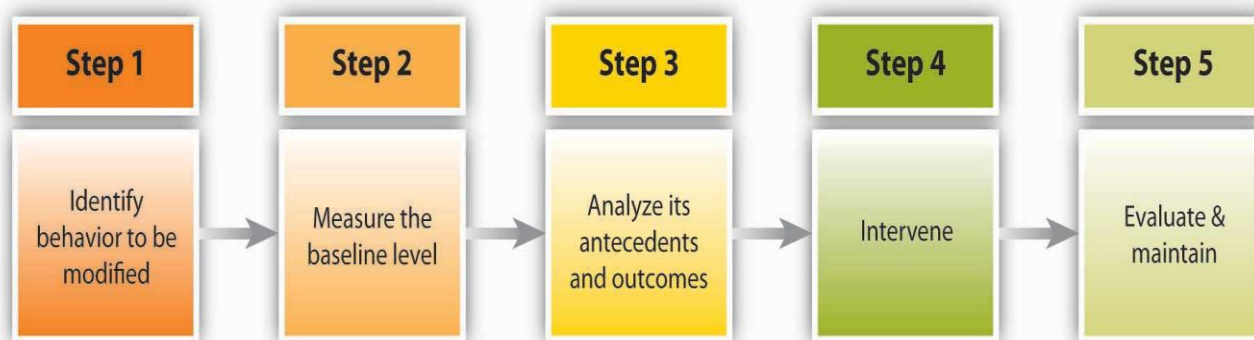 Step 1
Identify
behavior to be
modified
Step 2
Measure the
baseline level
Step 3
Analyze its
antecedents
and outcomes
Step 4
Intervene
Step 5
Evaluate &
maintain